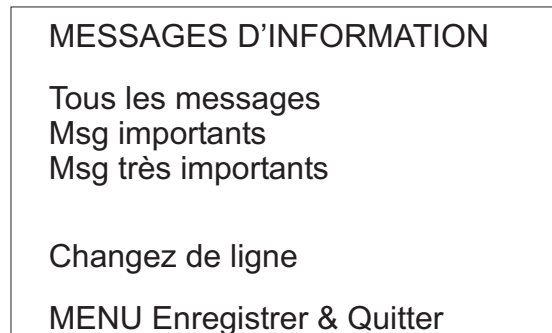 MESSAGES D’INFORMATION
Tous les messages
Msg importants
Msg très importants
Changez de ligne
MENU Enregistrer & Quitter